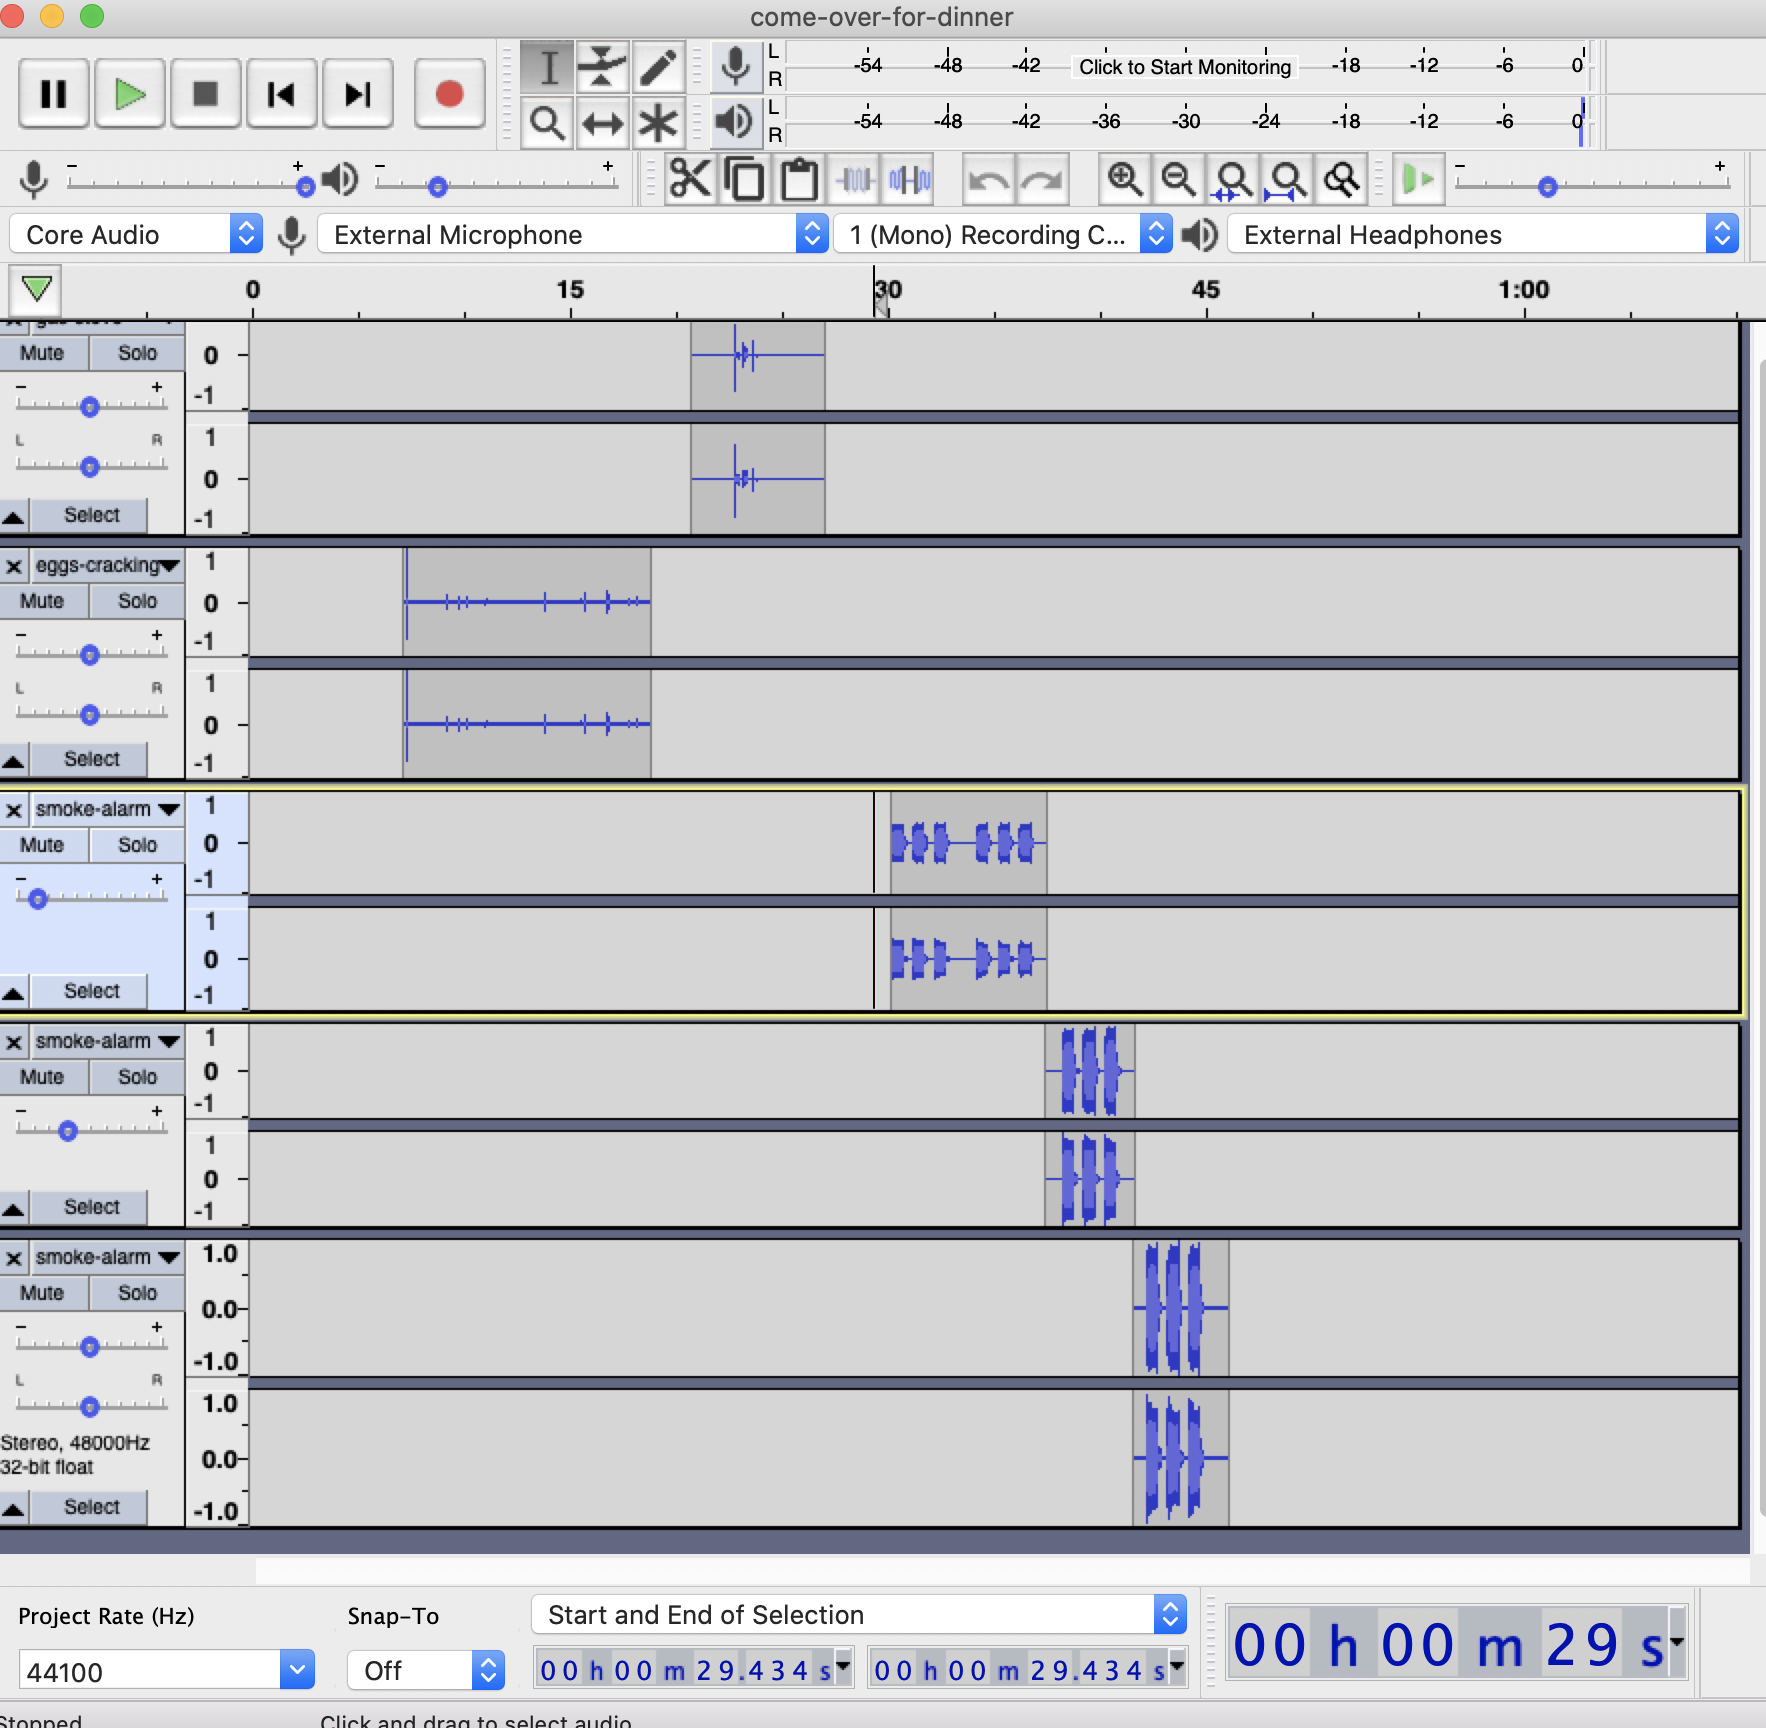 come-over-for-dinner
L
R
-54 -48 -42 Click to Start Monitoring -18 -12 -6 0
L
R
-54 -48 -42 -36 -30 -24 -18 -12 -6 0
- + - + - +
Core Audio External Microphone 1 (Mono) Recording C... External Headphones
0 15 30 45 1:00
Mute Solo 0
- + -1
L R 1
0
Select -1
eggs-cracking 1
Mute Solo 0
- + -1
L R 1
0
Select -1
smoke-alarm 1
Mute Solo 0
- + -1
1
0
Select -1
smoke-alarm 1
Mute Solo 0
- + -1
1
0
Select -1
smoke-alarm 1.0
Mute Solo 0.0
- + -1.0
L R 1.0
Stereo, 48000Hz 0.0
32-bit float
Select -1.0
Project Rate (Hz) Snap-To Start and End of Selection
44100 Off 00 h 00 m 29.434 s 00 h 00 m 29.434 s 00 h 00 m 29 s
Stopped. Click and drag to select audio